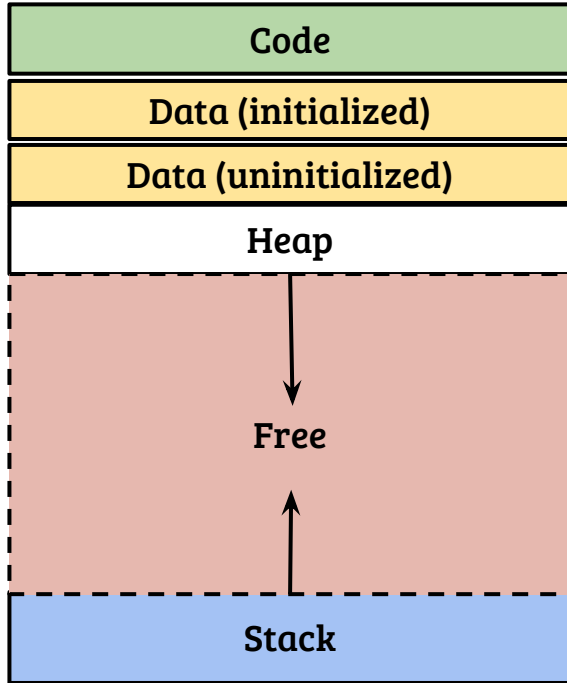 Code
Data (initialized)
Data (uninitialized)
Heap
Free
Stack